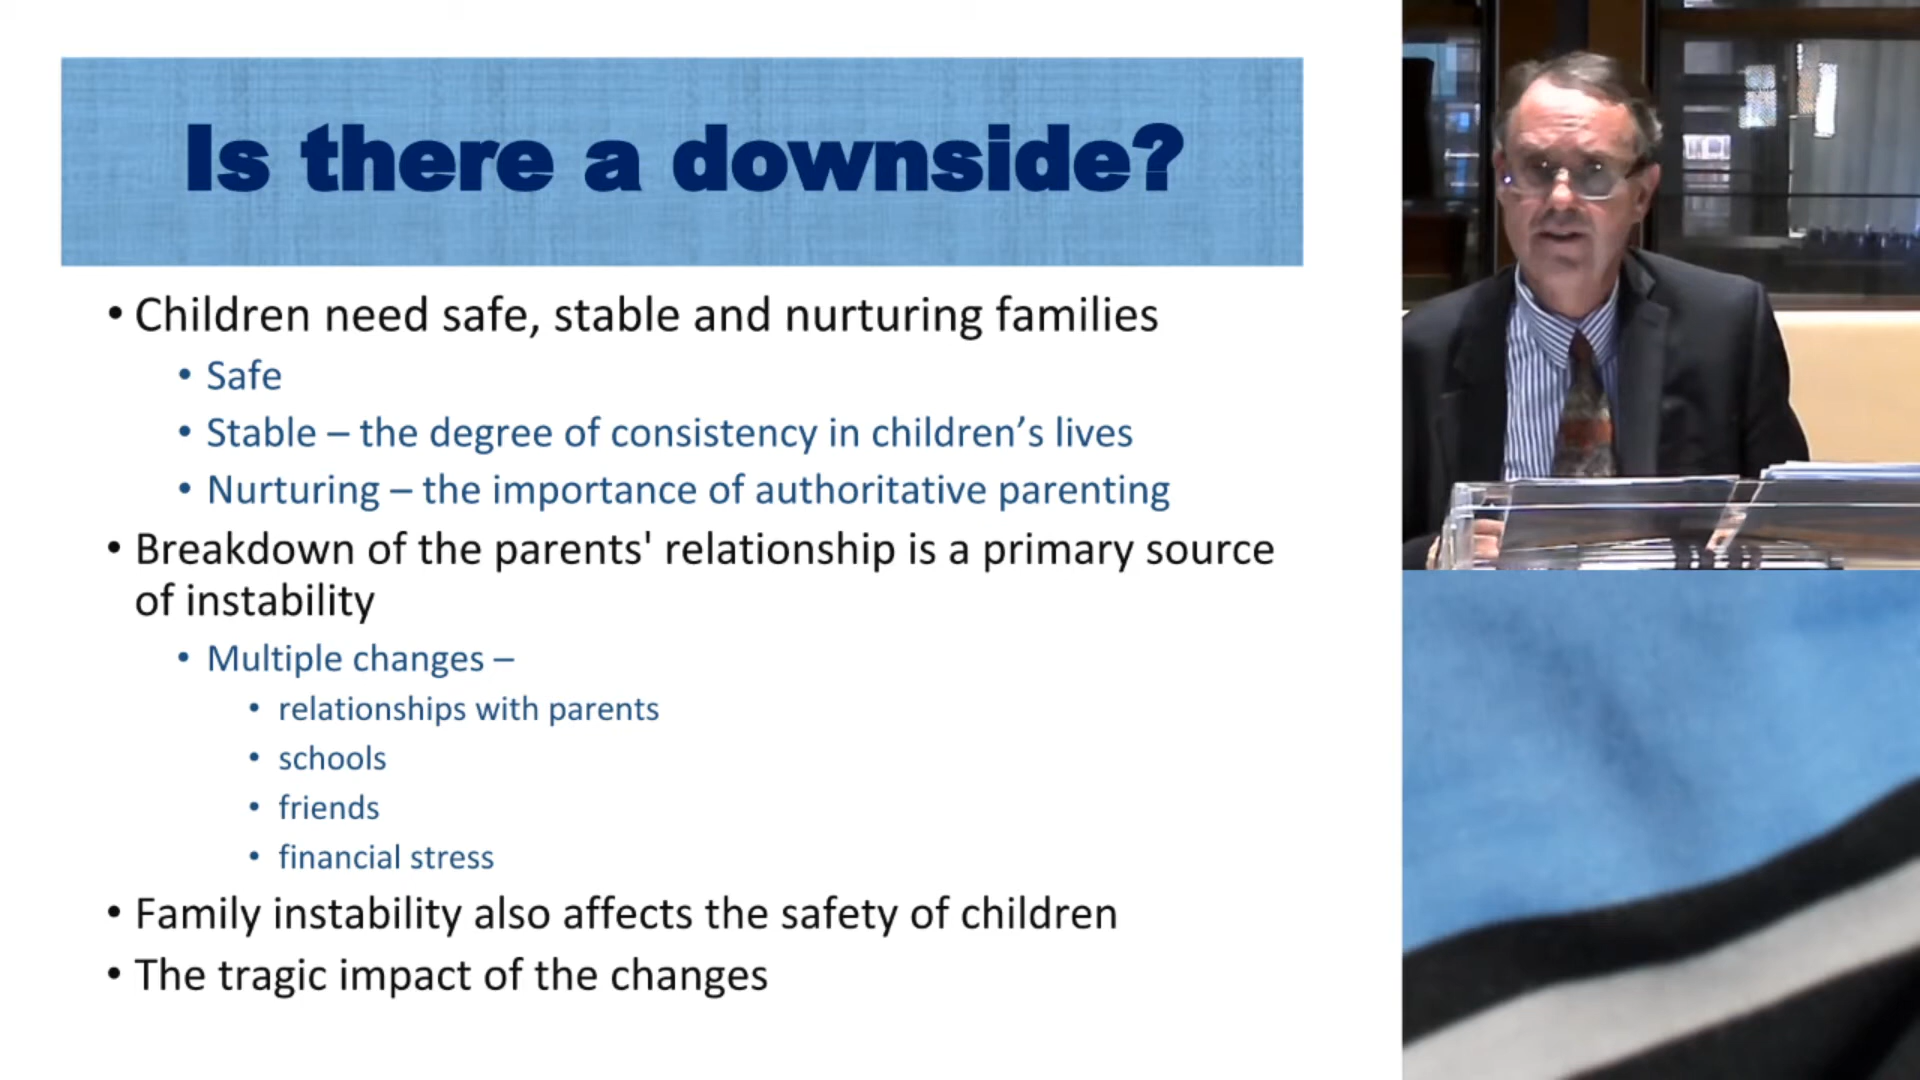 Is there a downside?
• Children need safe, stable and nurturing families
• Safe
• Stable – the degree of consistency in children’s lives
• Nurturing – the importance of authoritative parenting
• Breakdown of the parents' relationship is a primary source
of instability
• Multiple changes –
• relationships with parents
• schools
• friends
• financial stress
• Family instability also affects the safety of children
• The tragic impact of the changes